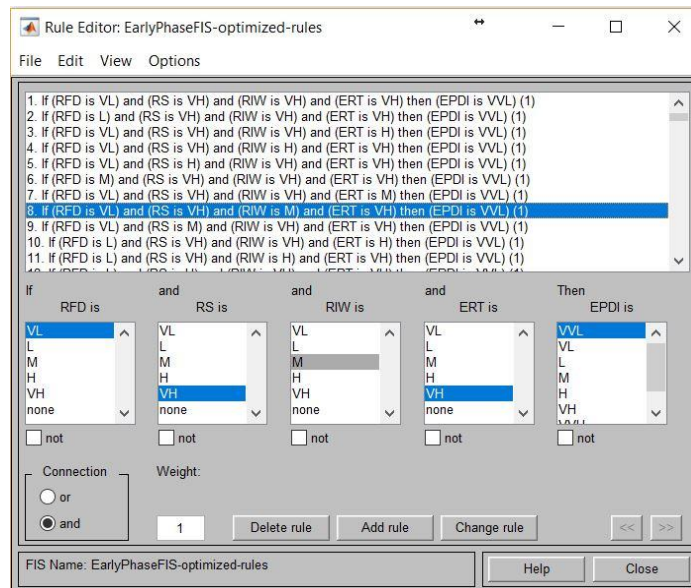 Rule Editor: EarlyPhaseFIS-optimized-rules
File Edit View Options
1. If (RFD is VL) and (RS is VH) and (RIW is VH) and (ERT is VH) then (EPDI is VVL) (1)
2. If (RFD is L) and (RS is VH) and (RIW is VH) and (ERT is VH) then (EPDI is VVL) (1)
3. If (RFD is VL) and (RS is VH) and (RIW is VH) and (ERT is H) then (EPDI is VVL) (1)
4. If (RFD is VL) and (RS is VH) and (RIW is H) and (ERT is VH) then (EPDI is VVL) (1)
5. If (RFD is VL) and (RS is H) and (RIW is VH) and (ERT is VH) then (EPDI is VVL) (1)
6. If (RFD is M) and (RS is VH) and (RIW is VH) and (ERT is VH) then (EPDI is VVL) (1)
7. If (RFD is VL) and (RS is VH) and (RIW is VH) and (ERT is M) then (EPDI is VVL) (1)
8. If (RFD is VL) and (RS is VH) and (RIW is M) and (ERT is VH) then (EPDI is VVL) (1)
9. If (RFD is VL) and (RS is M) and (RIW is VH) and (ERT is VH) then (EPDI is VVL) (1)
10. If (RFD is L) and (RS is VH) and (RIW is VH) and (ERT is H) then (EPDI is VVL) (1)
11. If (RFD is L) and (RS is VH) and (RIW is H) and (ERT is VH) then (EPDI is VVL) (1)
If and and and Then
RFD is RS is RIW is ERT is EPDI is
VL VL VL VL VVL
L L L L VL
M M M M L
H H H H M
VH VH VH VH H
none none none none VH
not not not not
Connection Weight:
or
and 1 Delete rule Add rule Change rule << >>
FIS Name: EarlyPhaseFIS-optimized-rules Help Close